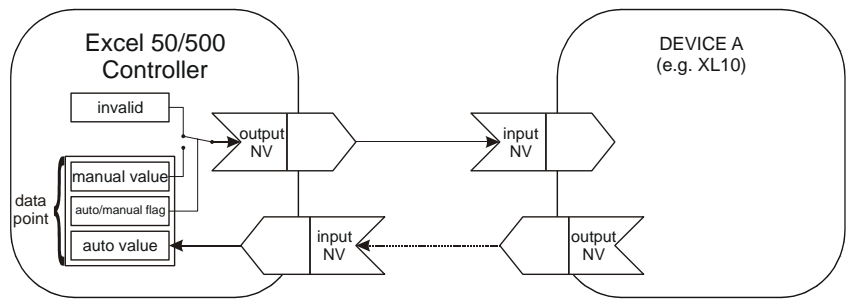 Excel 50/500
Controller
invalid
data
point
manual value
auto/manual flag
auto value
output
NV
input
NV
input
NV
output
NV
DEVICE A
(e.g. XL10)